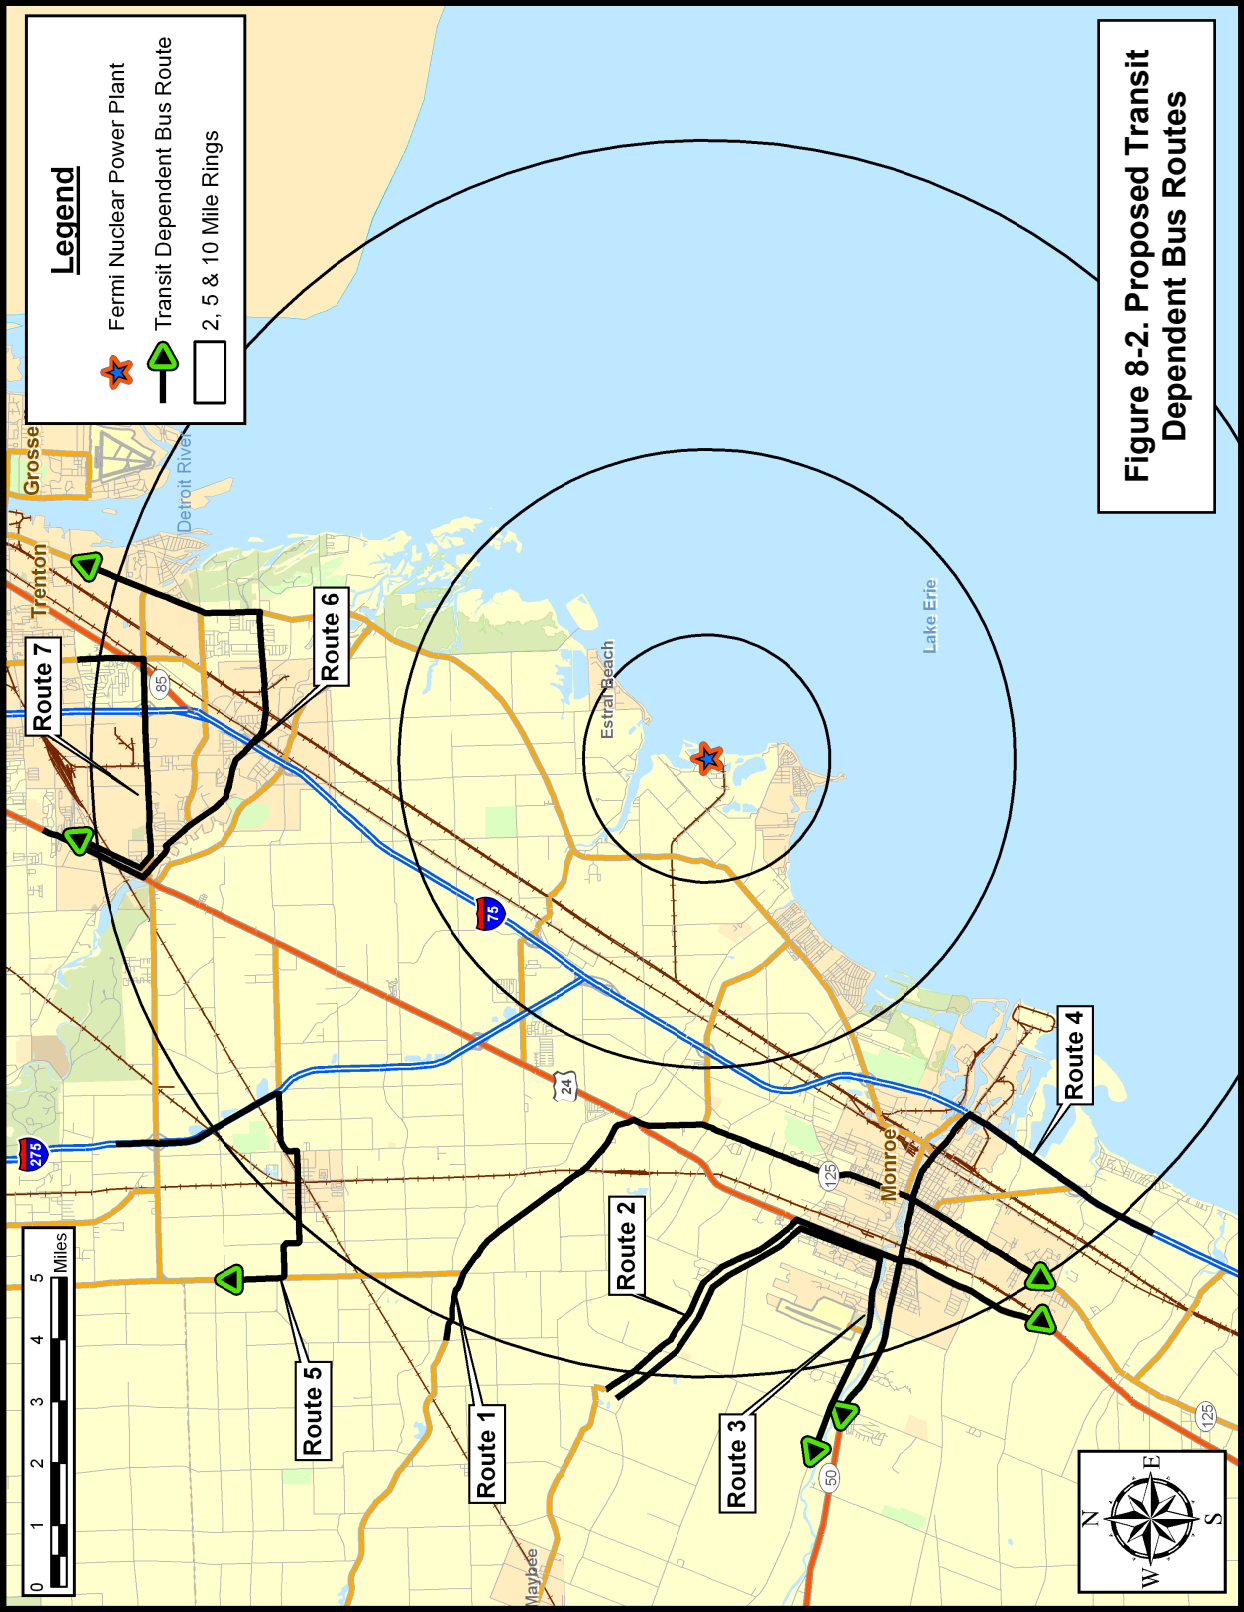 Legend
Fermi Nuclear Power Plant
Transit Dependent Bus Route
2, 5 & 10 Mile Rings
Figure 8-2. Proposed Transit
Dependent Bus Routes
Grosse
Trenton
Detroit River
Route 7
85
Route 6
Estral Beach
Lake Erie
75
24
275
Route 5
Route 1
Route 2
Route 3
Route 4
Monroe
125
50
125
Maybee
0 1 2 3 4 5
Miles
N
E
S
W